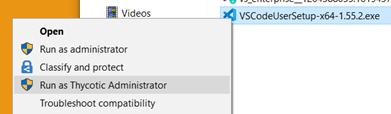 Videos
VSCodeUserSetup-x64-1.55.2.exe
Open
Run as administrator
Classify and protect
Run as Thycotic Administrator
Troubleshoot compatibility